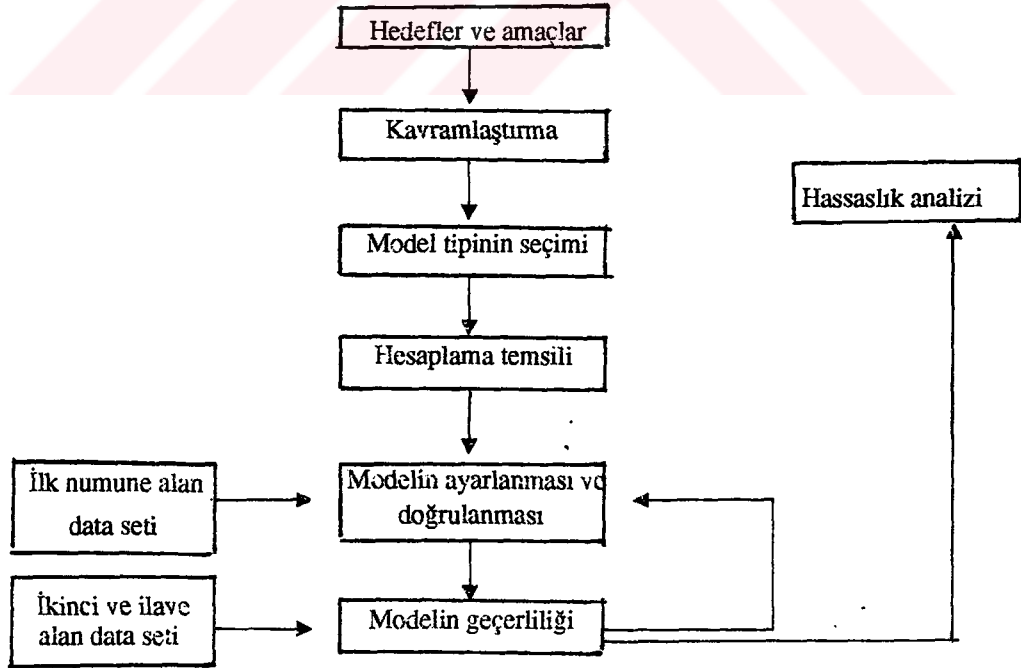 Hedefler ve amaçlar
Kavramlaştırma
Model tipinin seçimi
Hassaslık analizi
Hesaplama temsili
İlk numune alan
data seti
Modelin ayarlanması ve
doğrulanması
İkinci ve ilave
alan data seti
Modelin geçerliliği